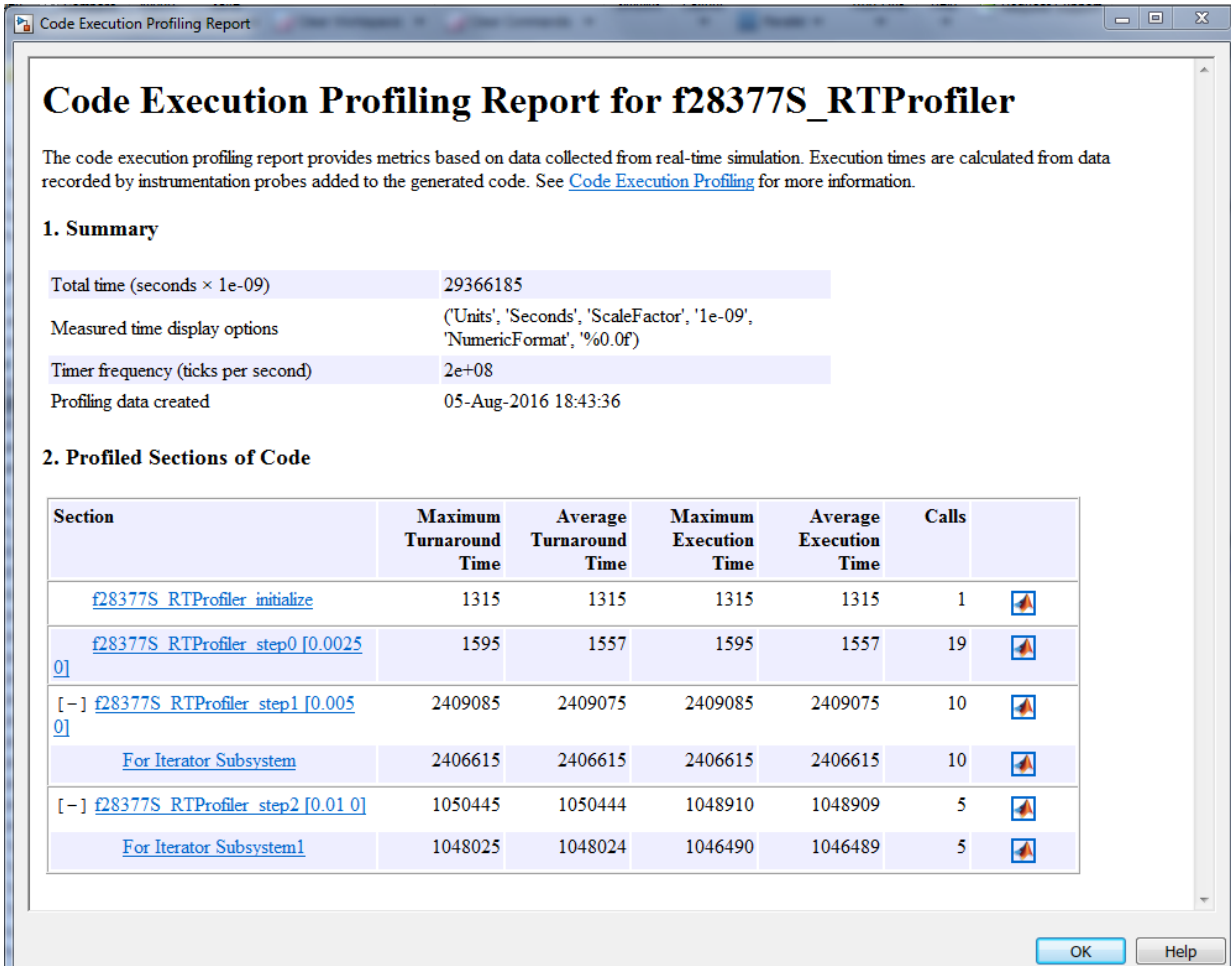 Code Execution Profiling Report
Code Execution Profiling Report for f28377S_RTProfiler
The code execution profiling report provides metrics based on data collected from real-time simulation. Execution times are calculated from data
recorded by instrumentation probes added to the generated code. See Code Execution Profiling for more information.
1. Summary
Total time (seconds × 1e-09) 29366185
Measured time display options ('Units', 'Seconds', 'ScaleFactor', '1e-09',
'NumericFormat', '%0.0f')
Timer frequency (ticks per second) 2e+08
Profiling data created 05-Aug-2016 18:43:36
2. Profiled Sections of Code
Section Maximum Average Maximum Average Calls
Turnaround Turnaround Execution Execution
Time Time Time Time
f28377S_RTProfiler_initialize 1315 1315 1315 1315 1
f28377S_RTProfiler_step0 [0.0025 1595 1557 1595 1557 19
0]
[-] f28377S_RTProfiler_step1 [0.005 2409085 2409075 2409085 2409075 10
0]
For Iterator Subsystem 2406615 2406615 2406615 2406615 10
[-] f28377S_RTProfiler_step2 [0.01 0] 1050445 1050444 1048910 1048909 5
For Iterator Subsystem1 1048025 1048024 1046490 1046489 5
OK Help